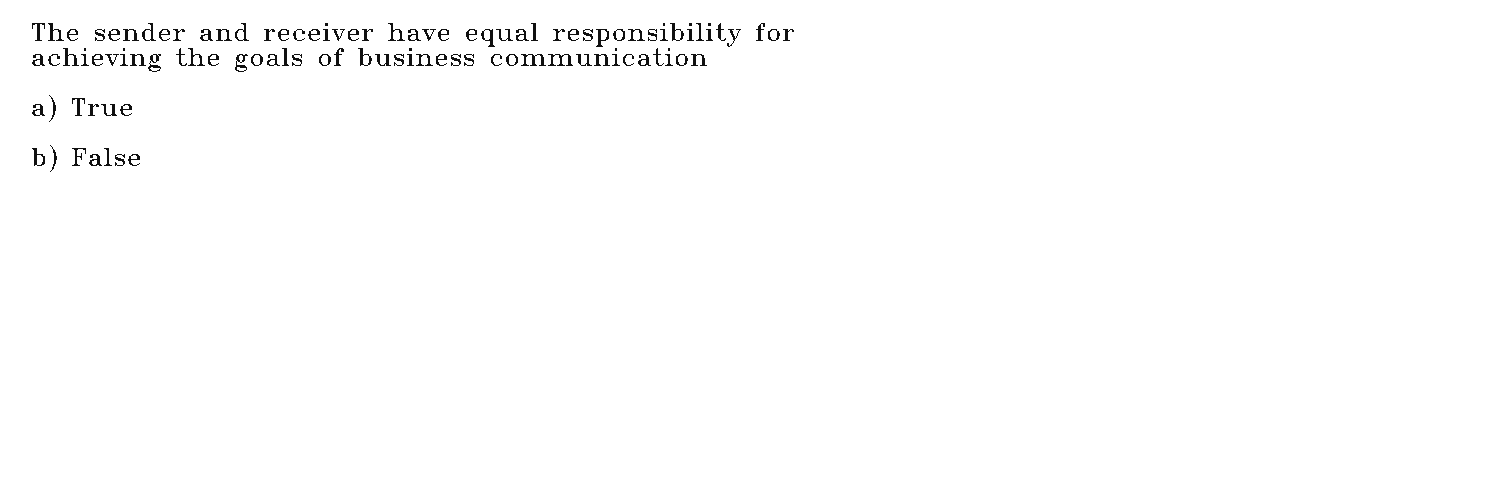 The sender and receiver have equal responsibility for
achieving the goals of business communication
a) True
b) False